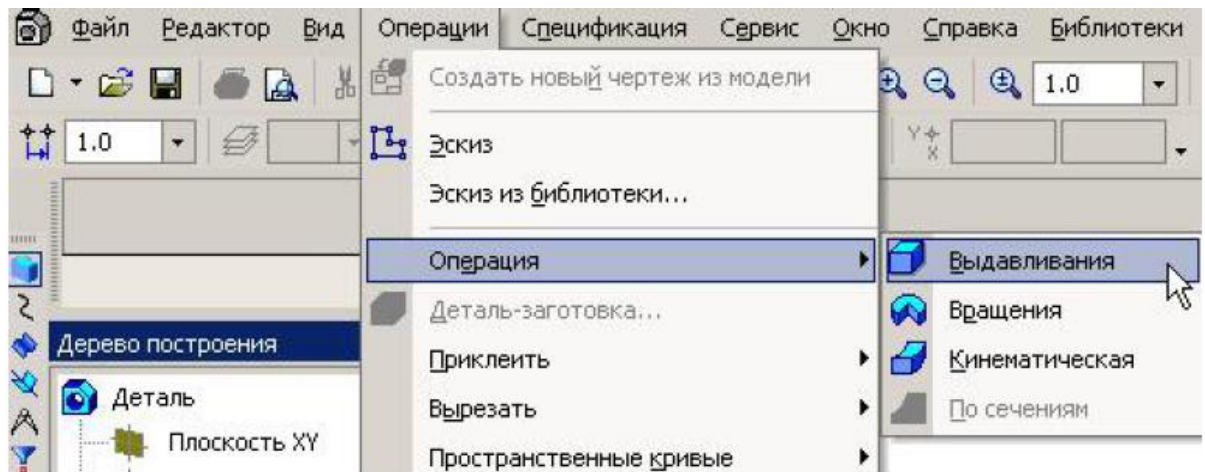 Файл Редактор Вид Операции Спецификация Сервис Окно Справка Библиотеки
Создать новый чертеж из модели
1.0
1.0
Эскиз
Эскиз из библиотеки...
Операция
Выдавливания
Деталь-заготовка...
Вращения
Дерево построения
Приклеить
Кинематическая
Деталь
Вырезать
По сечениям
Плоскость XY
Пространственные кривые